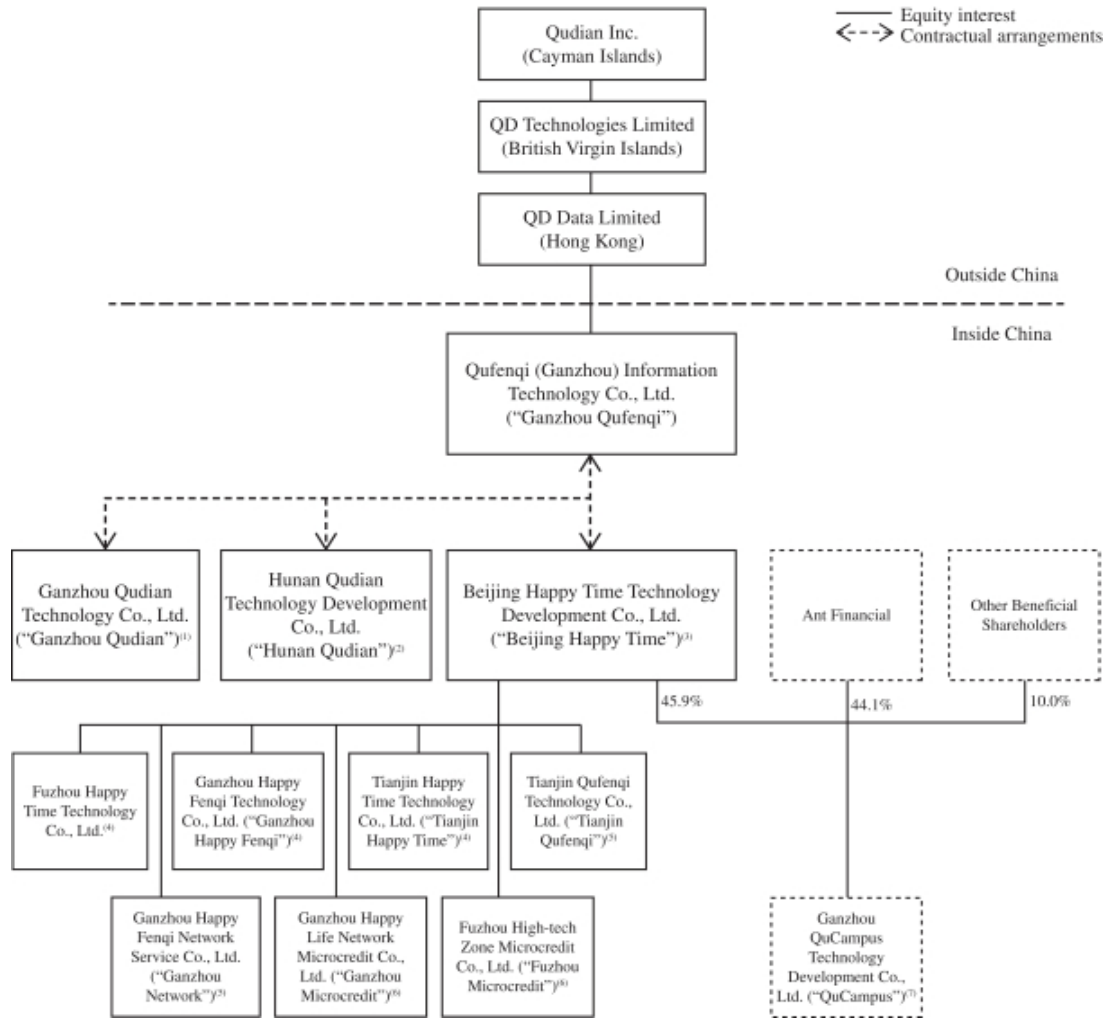 Equity interest
Contractual arrangements
Qudian Inc.
(Cayman Islands)
QD Technologies Limited
(British Virgin Islands)
QD Data Limited
(Hong Kong)
Outside China
Inside China
Qufenqi (Ganzhou) Information
Technology Co., Ltd.
(“Ganzhou Qufenqi”)
Ganzhou Qudian
Technology Co., Ltd.
(“Ganzhou Qudian”)(1)
Hunan Qudian
Technology Development
Co., Ltd.
(“Hunan Qudian”)(2)
Beijing Happy Time Technology
Development Co., Ltd.
(“Beijing Happy Time”)(3)
Ant Financial
Other Beneficial
Shareholders
45.9%
44.1%
10.0%
Fuzhou Happy
Time Technology
Co., Ltd.(4)
Ganzhou Happy
Fenqi Technology
Co., Ltd. (“Ganzhou
Happy Fenqi”)(4)
Tianjin Happy
Time Technology
Co., Ltd. (“Tianjin
Happy Time”)(4)
Tianjin Qufenqi
Technology Co.,
Ltd. (“Tianjin
Qufenqi”)(5)
Ganzhou Happy
Fenqi Network
Service Co., Ltd.
(“Ganzhou
Network”)(5)
Ganzhou Happy
Life Network
Microcredit Co.,
Ltd. (“Ganzhou
Microcredit”)(6)
Fuzhou High-tech
Zone Microcredit
Co., Ltd. (“Fuzhou
Microcredit”)(6)
Ganzhou
QuCampus
Technology
Development Co.,
Ltd. (“QuCampus”)(7)